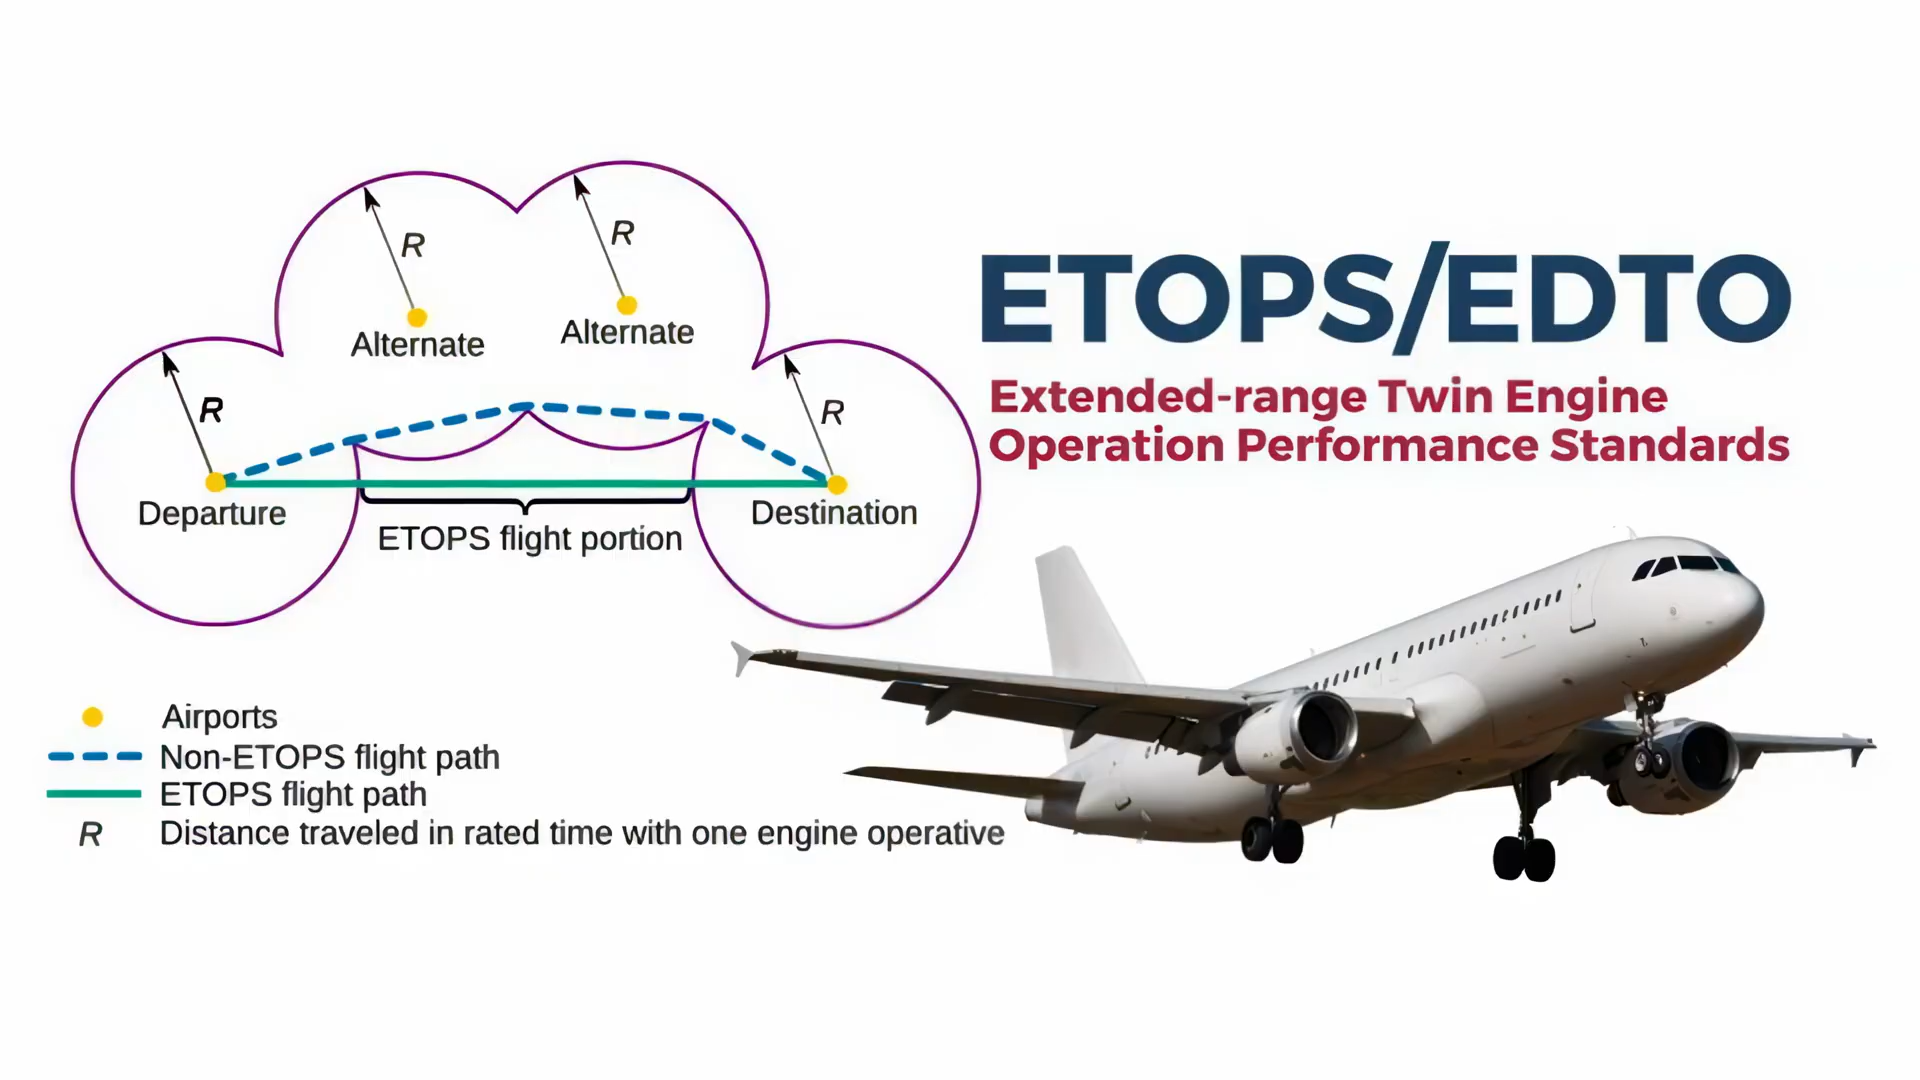 R
R
Alternate
Alternate
R
R
Departure
Destination
ETOPS flight portion
Airports
Non-ETOPS flight path
ETOPS flight path
R Distance traveled in rated time with one engine operative
ETOPS/EDTO
Extended-range Twin Engine
Operation Performance Standards